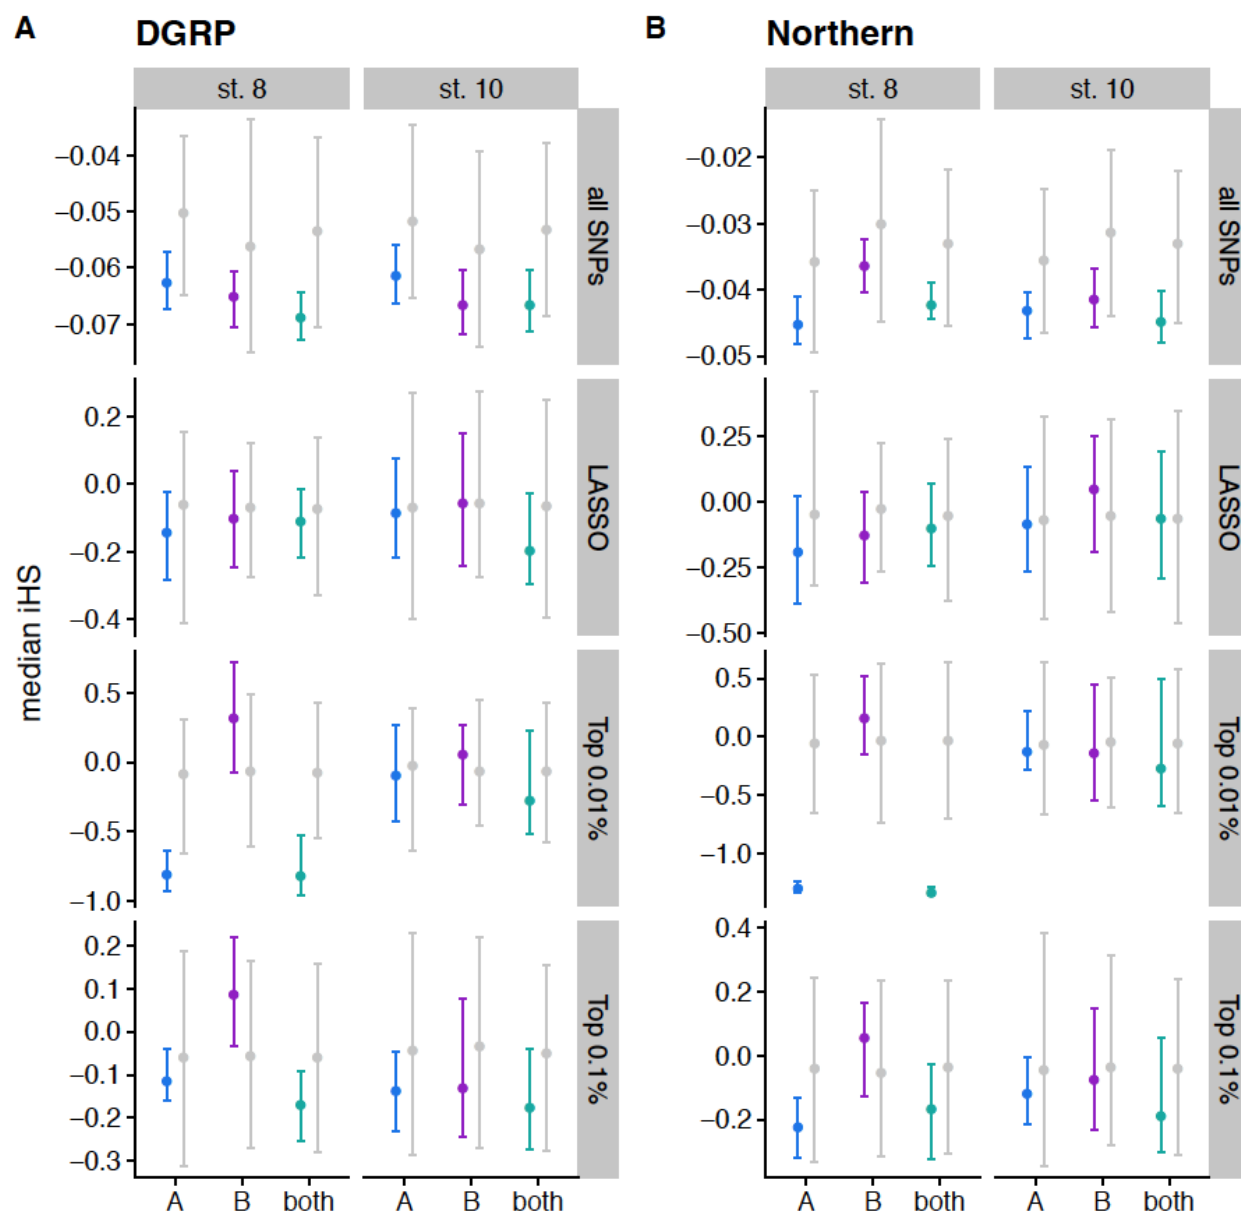 A DGRP
st. 8 st. 10
−0.04
−0.05
−0.06
−0.07
all SNPs
0.2
0.0
−0.2
−0.4
LASSO
0.5
0.0
−0.5
−1.0
Top 0.01%
0.2
0.1
0.0
−0.1
−0.2
−0.3
Top 0.1%
median iHS
A B both A B both
B Northern
st. 8 st. 10
−0.02
−0.03
−0.04
−0.05
all SNPs
0.25
0.00
−0.25
−0.50
LASSO
0.5
0.0
−0.5
−1.0
Top 0.01%
0.4
0.2
0.0
−0.2
Top 0.1%
A B both A B both